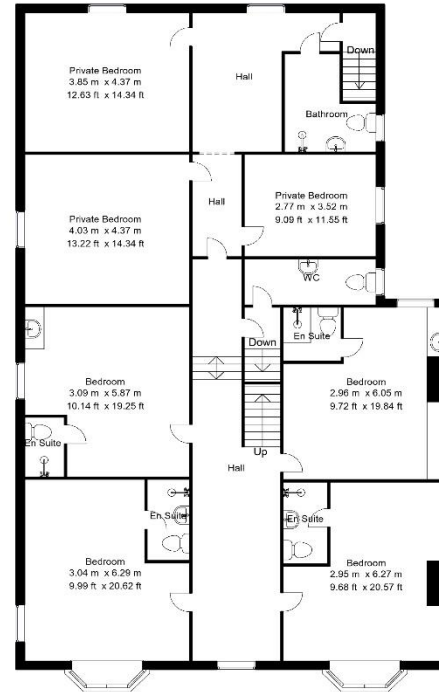 Private Bedroom
3.85 m x 4.37 m
12.63 ft x 14.34 ft
Hall
Down
Bathroom
Private Bedroom
4.03 m x 4.37 m
13.22 ft x 14.34 ft
Hall
Private Bedroom
2.77 m x 3.52 m
9.09 ft x 11.55 ft
WC
Bedroom
3.09 m x 5.87 m
10.14 ft x 19.25 ft
En Suite
Down
Up
Hall
En Suite
Bedroom
2.96 m x 6.05 m
9.72 ft x 19.84 ft
En Suite
Bedroom
3.04 m x 6.29 m
9.99 ft x 20.62 ft
En Suite
Bedroom
2.95 m x 6.27 m
9.68 ft x 20.57 ft